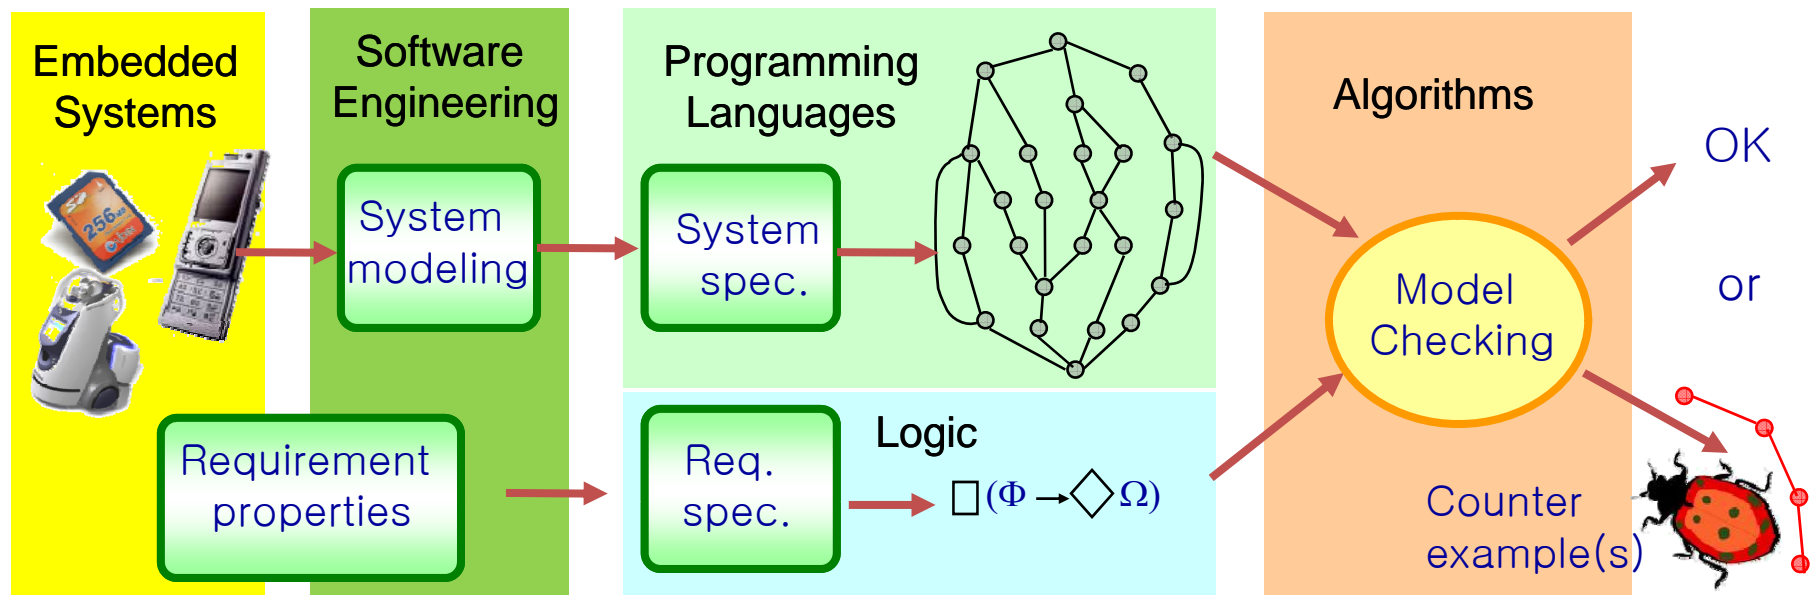 Embedded
Systems
Software
Engineering
Programming
Languages
Algorithms
OK
or
System
modeling
System
spec.
256
Model
Checking
Requirement
properties
Req.
spec.
Logic
□(Φ→◇Ω)
Counter
example(s)